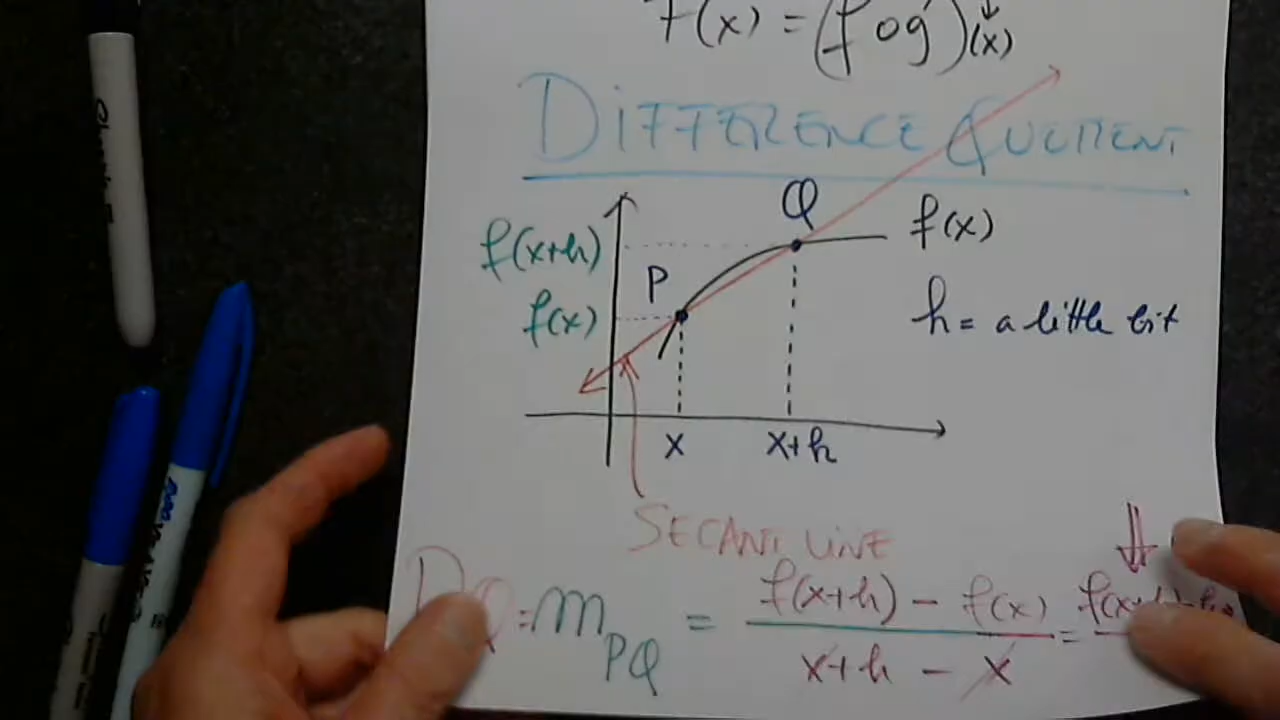 F(x) = (f o g)(x)
DIFFERENCE QUOTIENT
Q
f(x+h)
f(x)
P
f(x)
h = a little bit
x
x+h
SECANT LINE
DQ = m PQ = f(x+h) - f(x) / x+h - x =